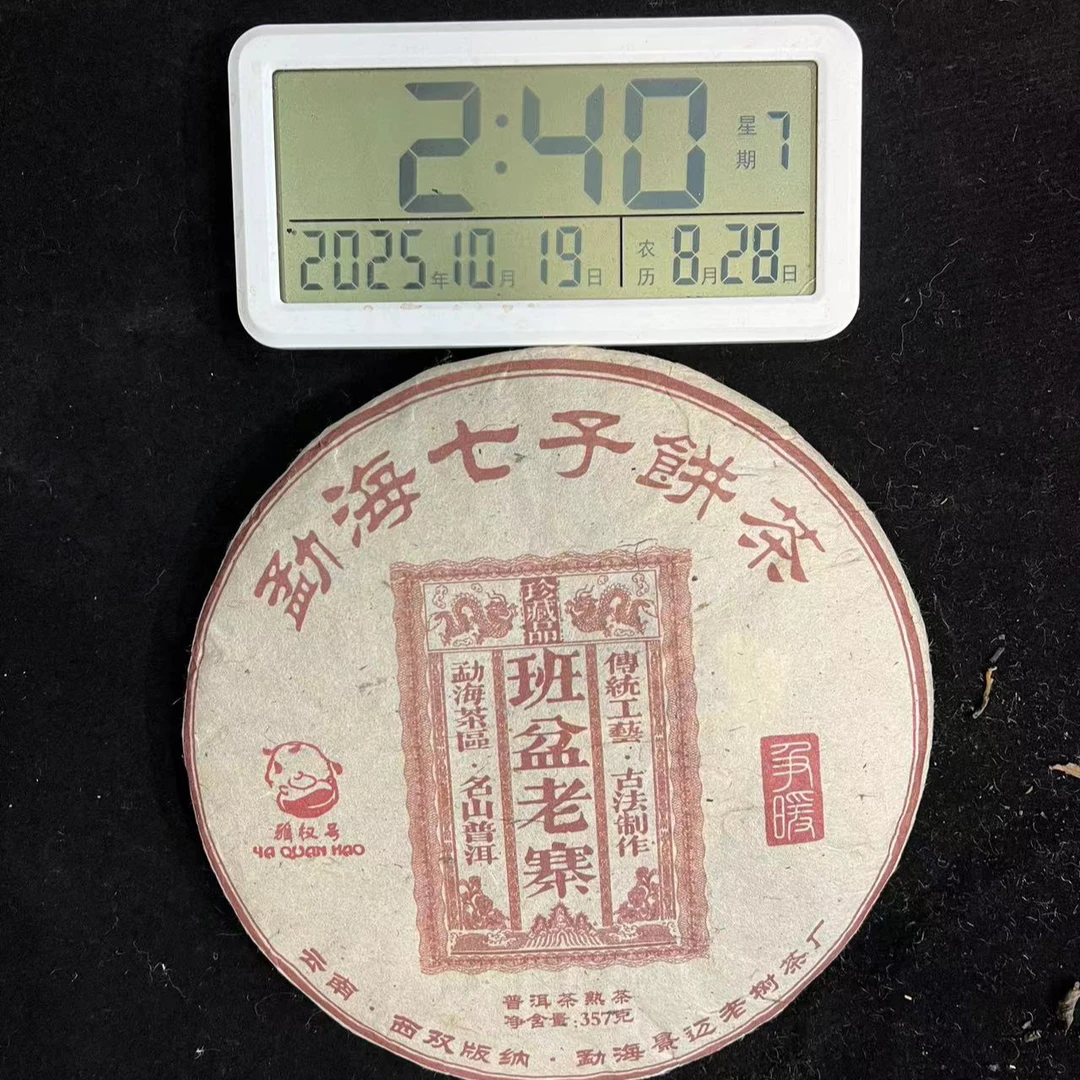 2:40
星期 7
2025年10月19日
农历 8月28日
勐海七子餅茶
珍藏品
傳統工藝·古法制作
班盆老寨
勐海茶區·名山普洱
争暖
雅权号
YA QUAN HAO
普洱茶熟茶
净含量:357克
云南·西双版纳·勐海景迈老树茶厂